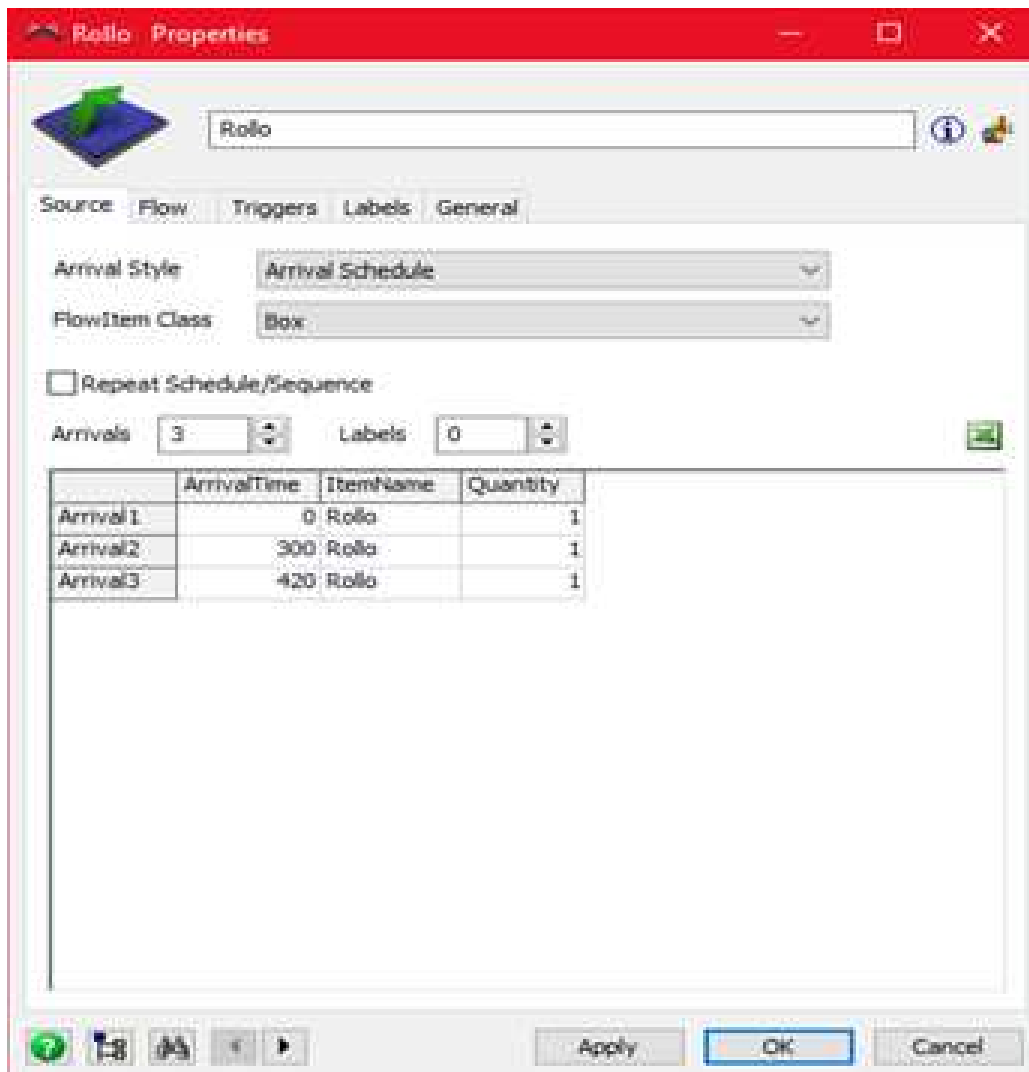 Rollo Properties
Rollo
Source Flow Triggers Labels General
Arrival Style Arrival Schedule
FlowItem Class Box
Repeat Schedule/Sequence
Arrivals 3 Labels 0
ArrivalTime ItemName Quantity
Arrival1 0 Rollo 1
Arrival2 300 Rollo 1
Arrival3 420 Rollo 1
Apply OK Cancel